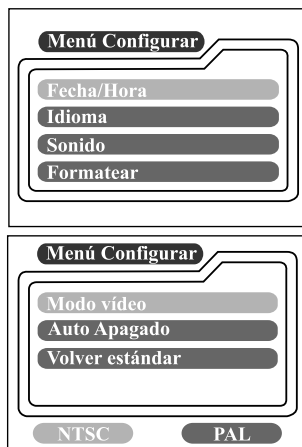 Menú Configurar
Fecha/Hora
Idioma
Sonido
Formatear
Menú Configurar
Modo vídeo
Auto Apagado
Volver estándar
NTSC PAL